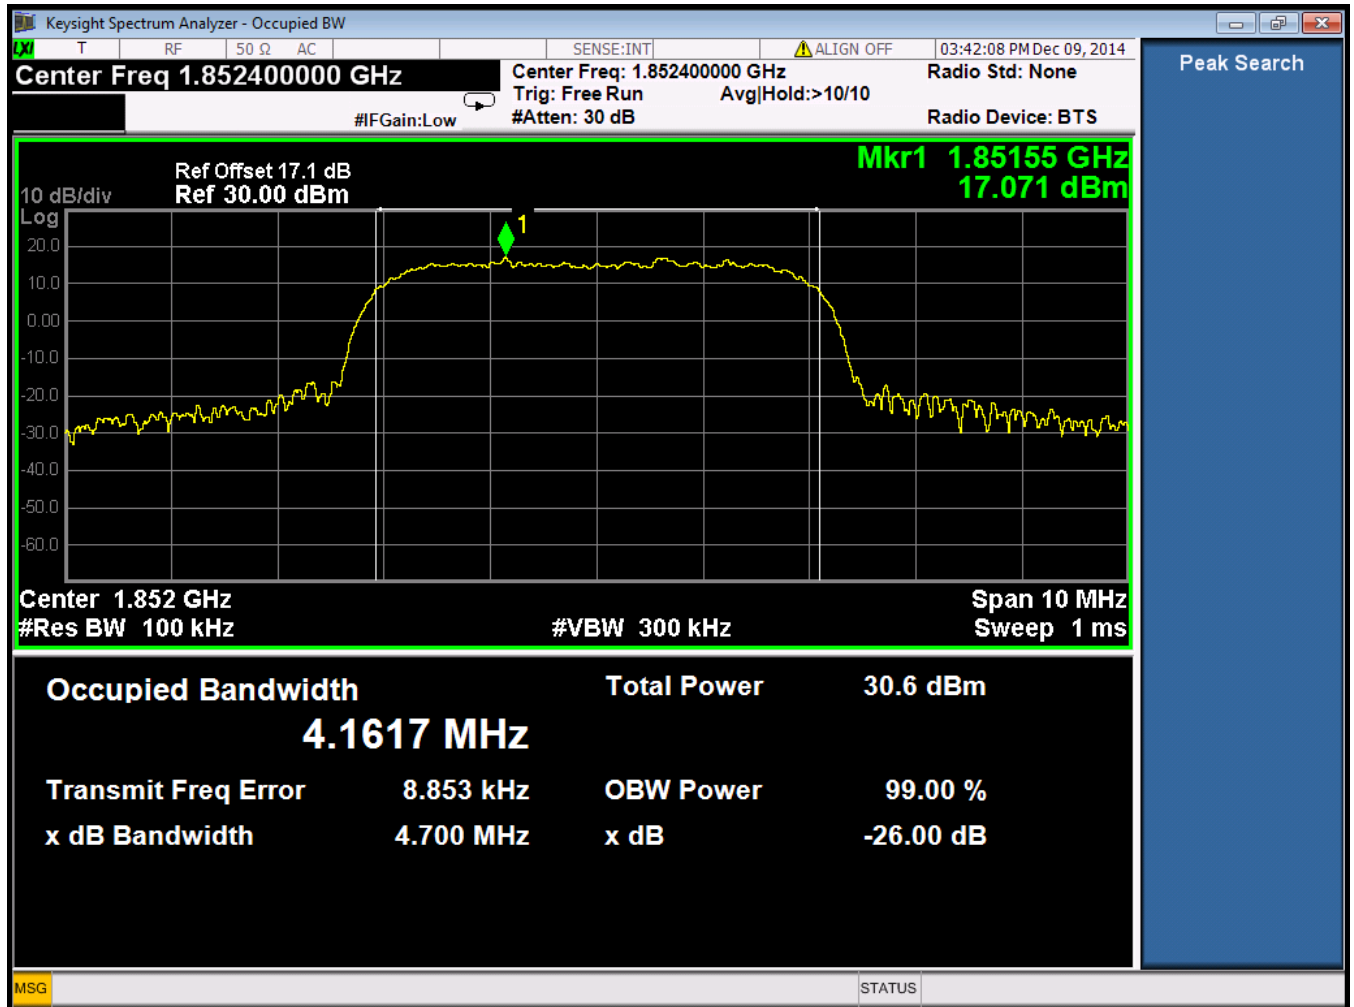 Keysight Spectrum Analyzer - Occupied BW
LXI T RF 50 Ω AC SENSE:INT ALIGN OFF 03:42:08 PM Dec 09, 2014
Center Freq 1.852400000 GHz
Center Freq: 1.852400000 GHz
Radio Std: None
Trig: Free Run Avg|Hold:>10/10
#IFGain:Low
#Atten: 30 dB
Radio Device: BTS
Peak Search
Mkr1 1.85155 GHz
17.071 dBm
Ref Offset 17.1 dB
10 dB/div Ref 30.00 dBm
Log
1
20.0
10.0
0.00
-10.0
-20.0
-30.0
-40.0
-50.0
-60.0
Center 1.852 GHz Span 10 MHz
#Res BW 100 kHz #VBW 300 kHz Sweep 1 ms
Occupied Bandwidth Total Power 30.6 dBm
4.1617 MHz
Transmit Freq Error 8.853 kHz OBW Power 99.00 %
x dB Bandwidth 4.700 MHz x dB -26.00 dB
MSG STATUS